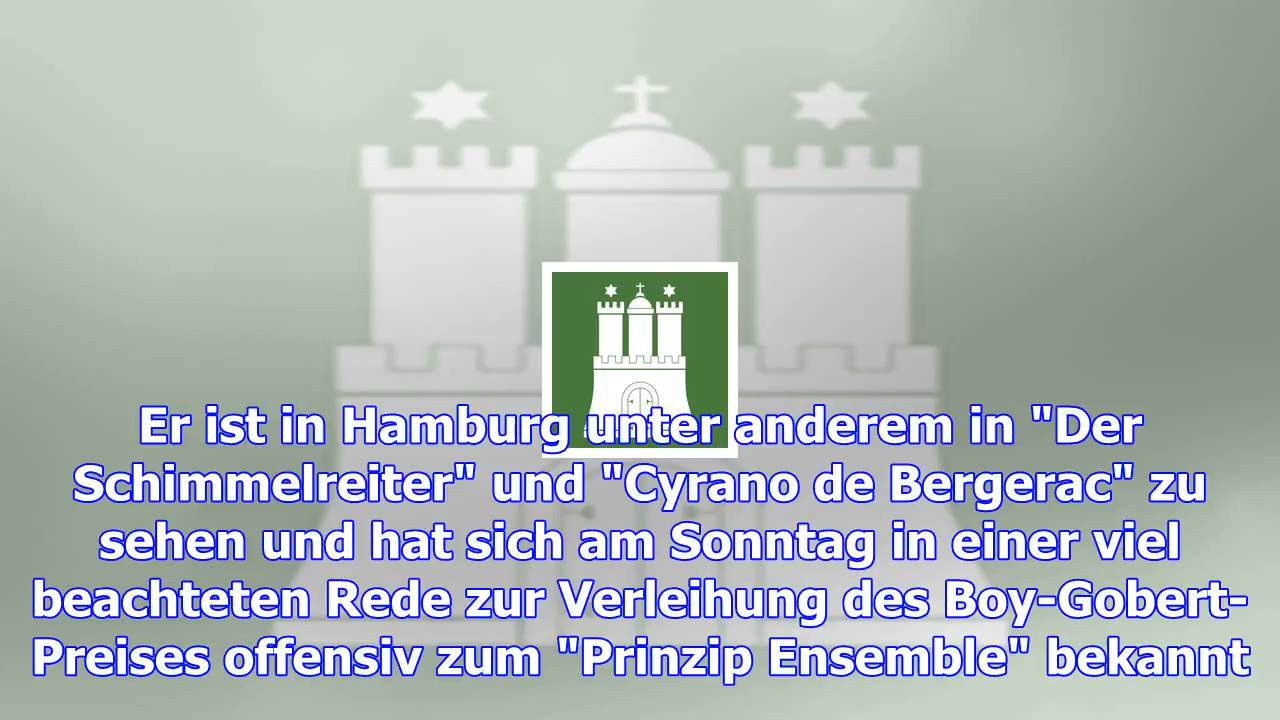 Er ist in Hamburg unter anderem in "Der
Schimmelreiter" und "Cyrano de Bergerac" zu
sehen und hat sich am Sonntag in einer viel
beachteten Rede zur Verleihung des Boy-Gobert-
Preises offensiv zum "Prinzip Ensemble" bekannt